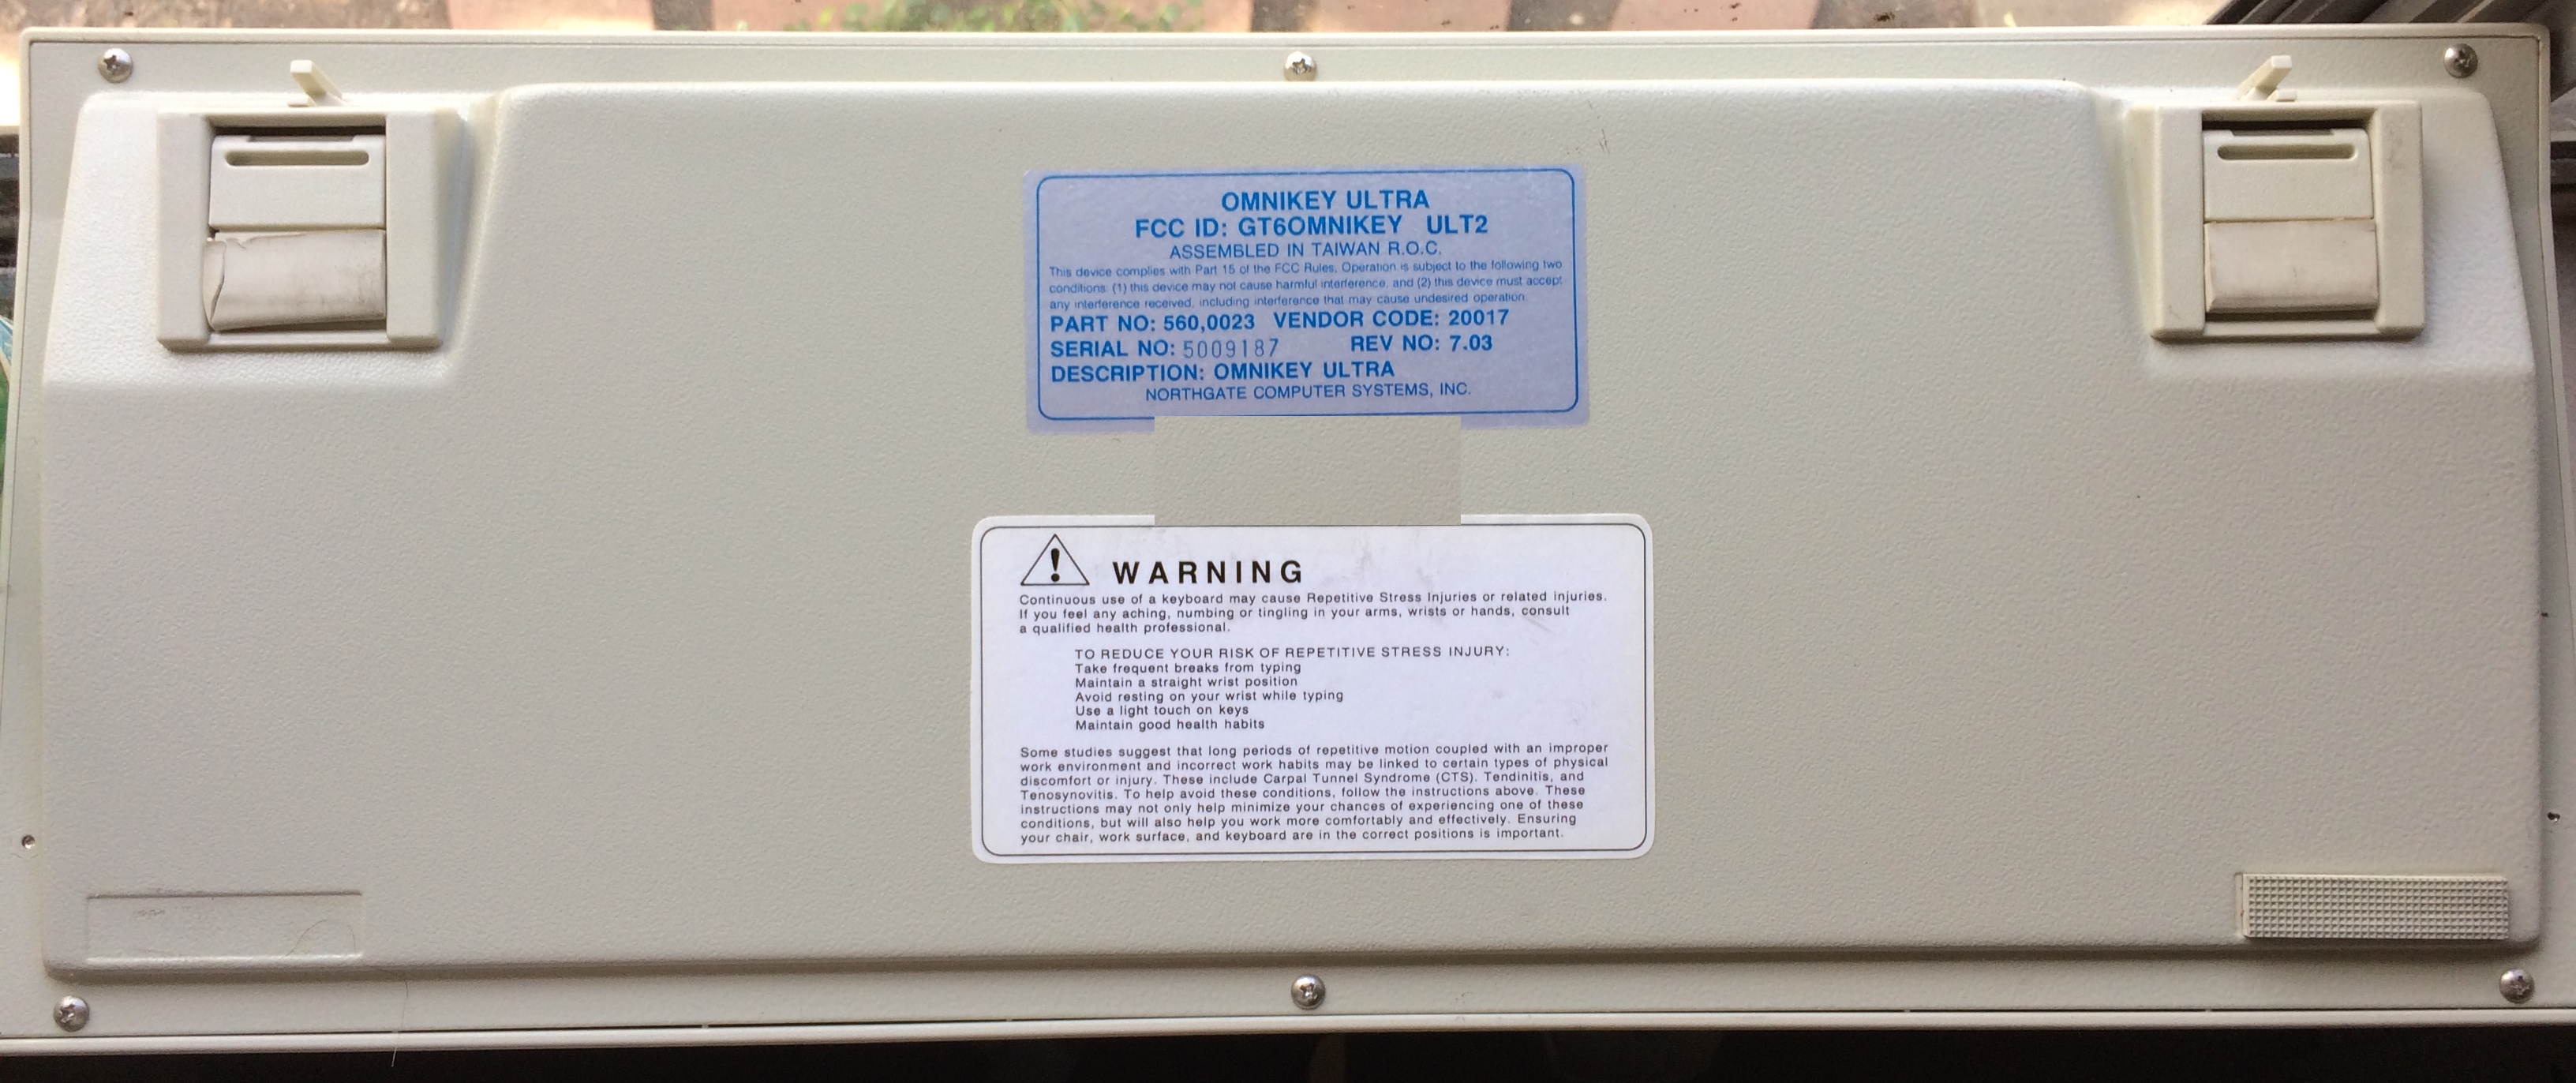 OMNIKEY ULTRA
FCC ID: GT6OMNIKEY ULT2
ASSEMBLED IN TAIWAN R.O.C.
This device complies with Part 15 of the FCC Rules. Operation is subject to the following two
conditions: (1) this device may not cause harmful interference, and (2) this device must accept
any interference received, including interference that may cause undesired operation.
PART NO: 560,0023 VENDOR CODE: 20017
SERIAL NO: 5009187 REV NO: 7.03
DESCRIPTION: OMNIKEY ULTRA
NORTHGATE COMPUTER SYSTEMS, INC.
! WARNING
Continuous use of a keyboard may cause Repetitive Stress Injuries or related injuries.
If you feel any aching, numbing or tingling in your arms, wrists or hands, consult
a qualified health professional.
TO REDUCE YOUR RISK OF REPETITIVE STRESS INJURY:
Take frequent breaks from typing
Maintain a straight wrist position
Avoid resting on your wrist while typing
Use a light touch on keys
Maintain good health habits
Some studies suggest that long periods of repetitive motion coupled with an improper
work environment and incorrect work habits may be linked to certain types of physical
discomfort or injury. These include Carpal Tunnel Syndrome (CTS). Tendinitis, and
Tenosynovitis. To help avoid these conditions, follow the instructions above. These
instructions may not only help minimize your chances of experiencing one of these
conditions, but will also help you work more comfortably and effectively. Ensuring
your chair, work surface, and keyboard are in the correct positions is important.